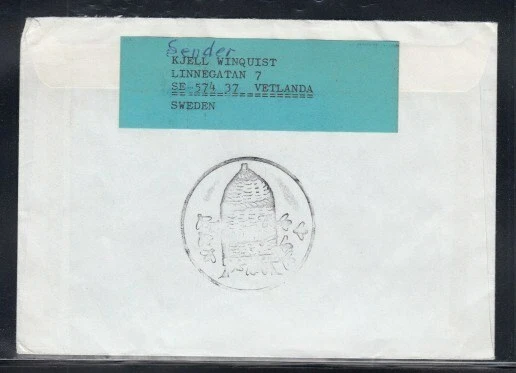 Sender
KJELL WINQUIST
LINNEGATAN 7
SE-574 37 VETLANDA
SWEDEN